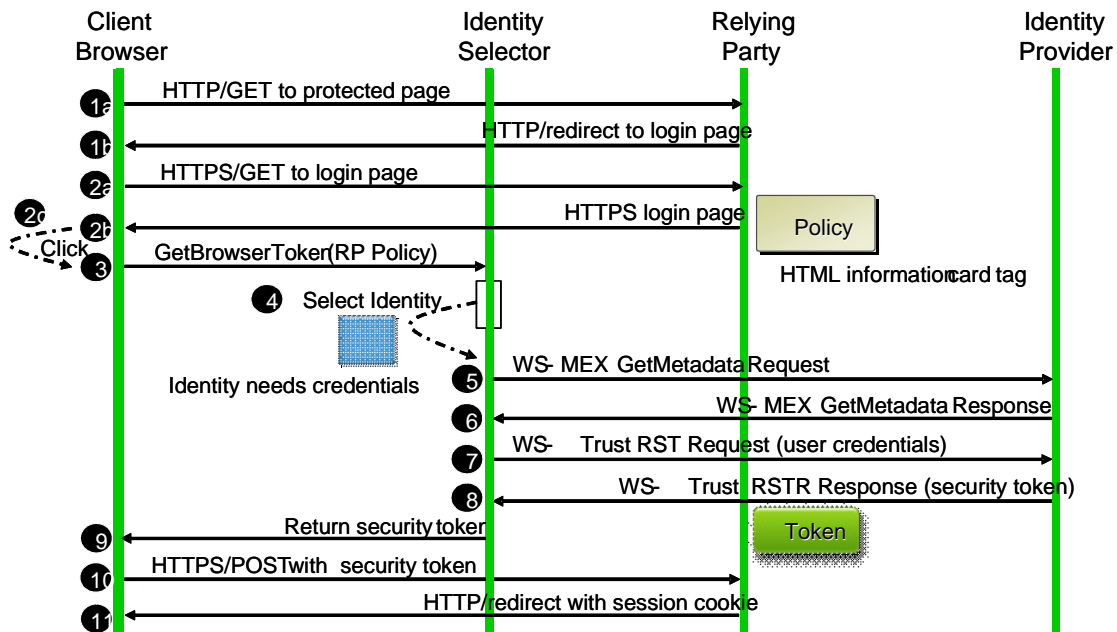 Client
Browser
Identity
Selector
Relying
Party
Identity
Provider
1a
HTTP/GET to protected page
HTTP/redirect to login page
1b
HTTPS/GET to login page
2a
2c
HTTPS login page
2b
Policy
Click
3
GetBrowserToker(RP Policy)
HTML informationcard tag
4
Select Identity
Identity needs credentials
5
WS- MEX GetMetadata Request
WS- MEX GetMetadata Response
6
7
WS- Trust RST Request (user credentials)
8
WS- Trust RSTR Response (security token)
Return security token
9
Token
10
HTTPS/POSTwith security token
HTTP/redirect with session cookie
11